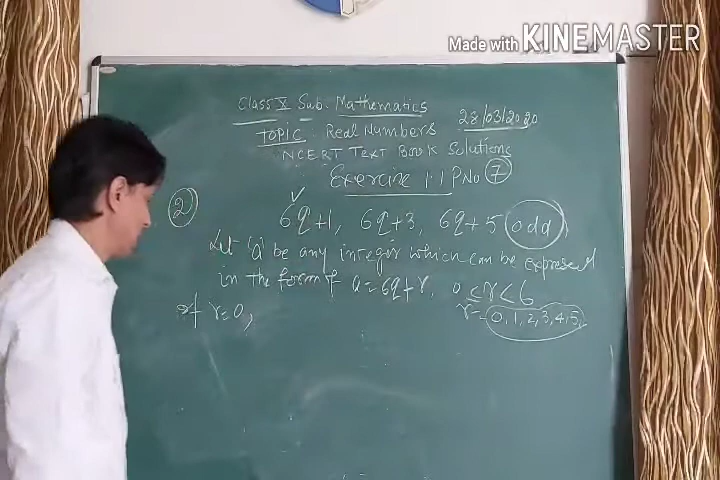 Made with KINEMASTER
Class X Sub. Mathematics
TOPIC : Real Numbers 28/03/2020
NCERT Text Book Solutions
Exercise 1.1 P.No 7
2 6q+1, 6q+3, 6q+5 odd
Let 'a' be any integer which can be expresent
in the form of a=6q+r, 0≤r<6
If r=0, r=0,1,2,3,4,5,